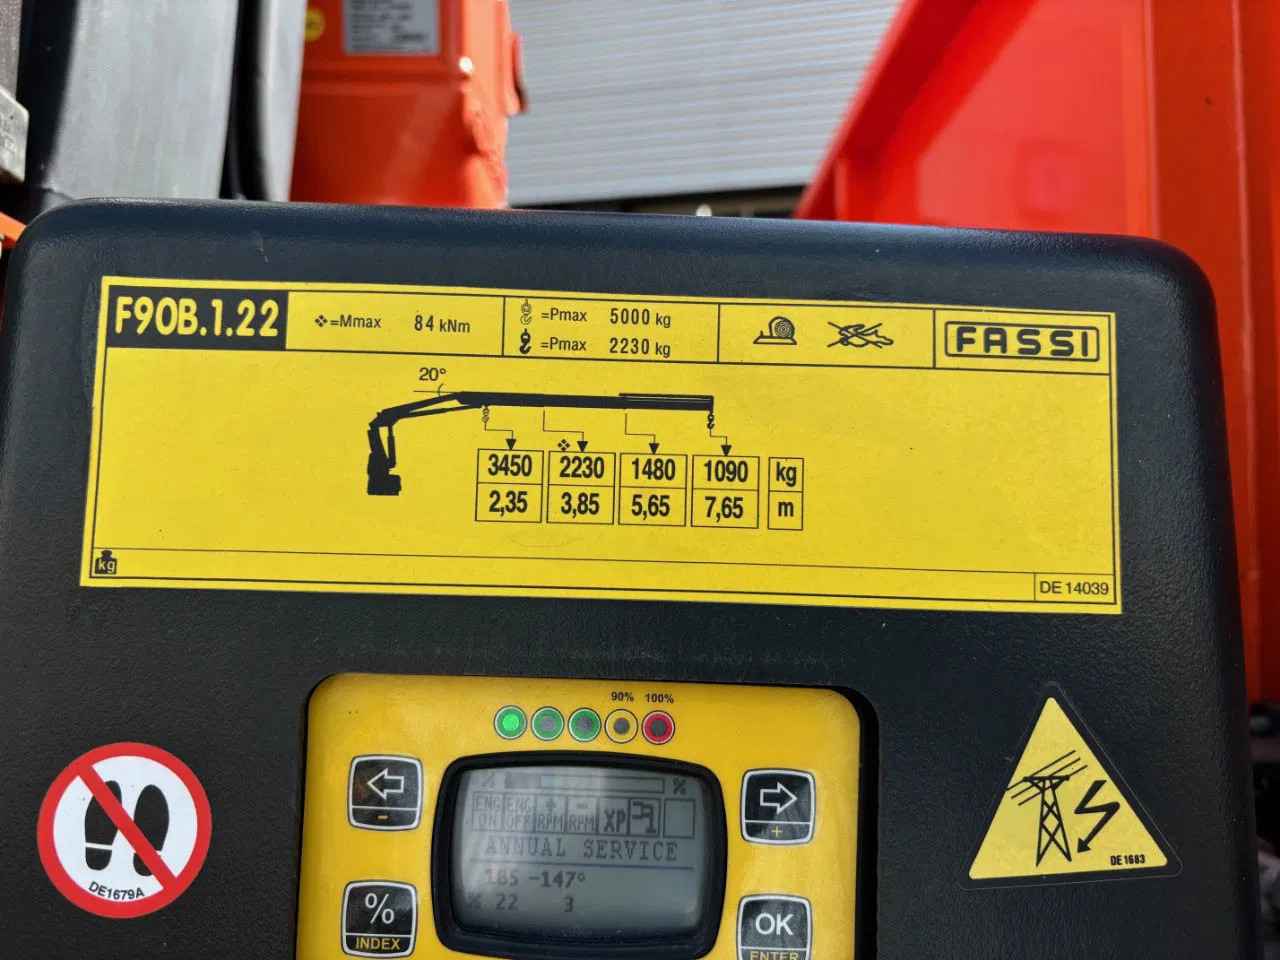 F90B.1.22
❖=Mmax 84 kNm
=Pmax 5000 kg
=Pmax 2230 kg
FASSI
20°
❖
3450 2230 1480 1090 kg
2,35 3,85 5,65 7,65 m
kg
DE 14039
90% 100%
-
+
%
ENG ON ENG OFF + RPM - RPM XP
ANNUAL SERVICE
185 -147°
% 22 3
% INDEX
OK ENTER
DE1679A
DE1683